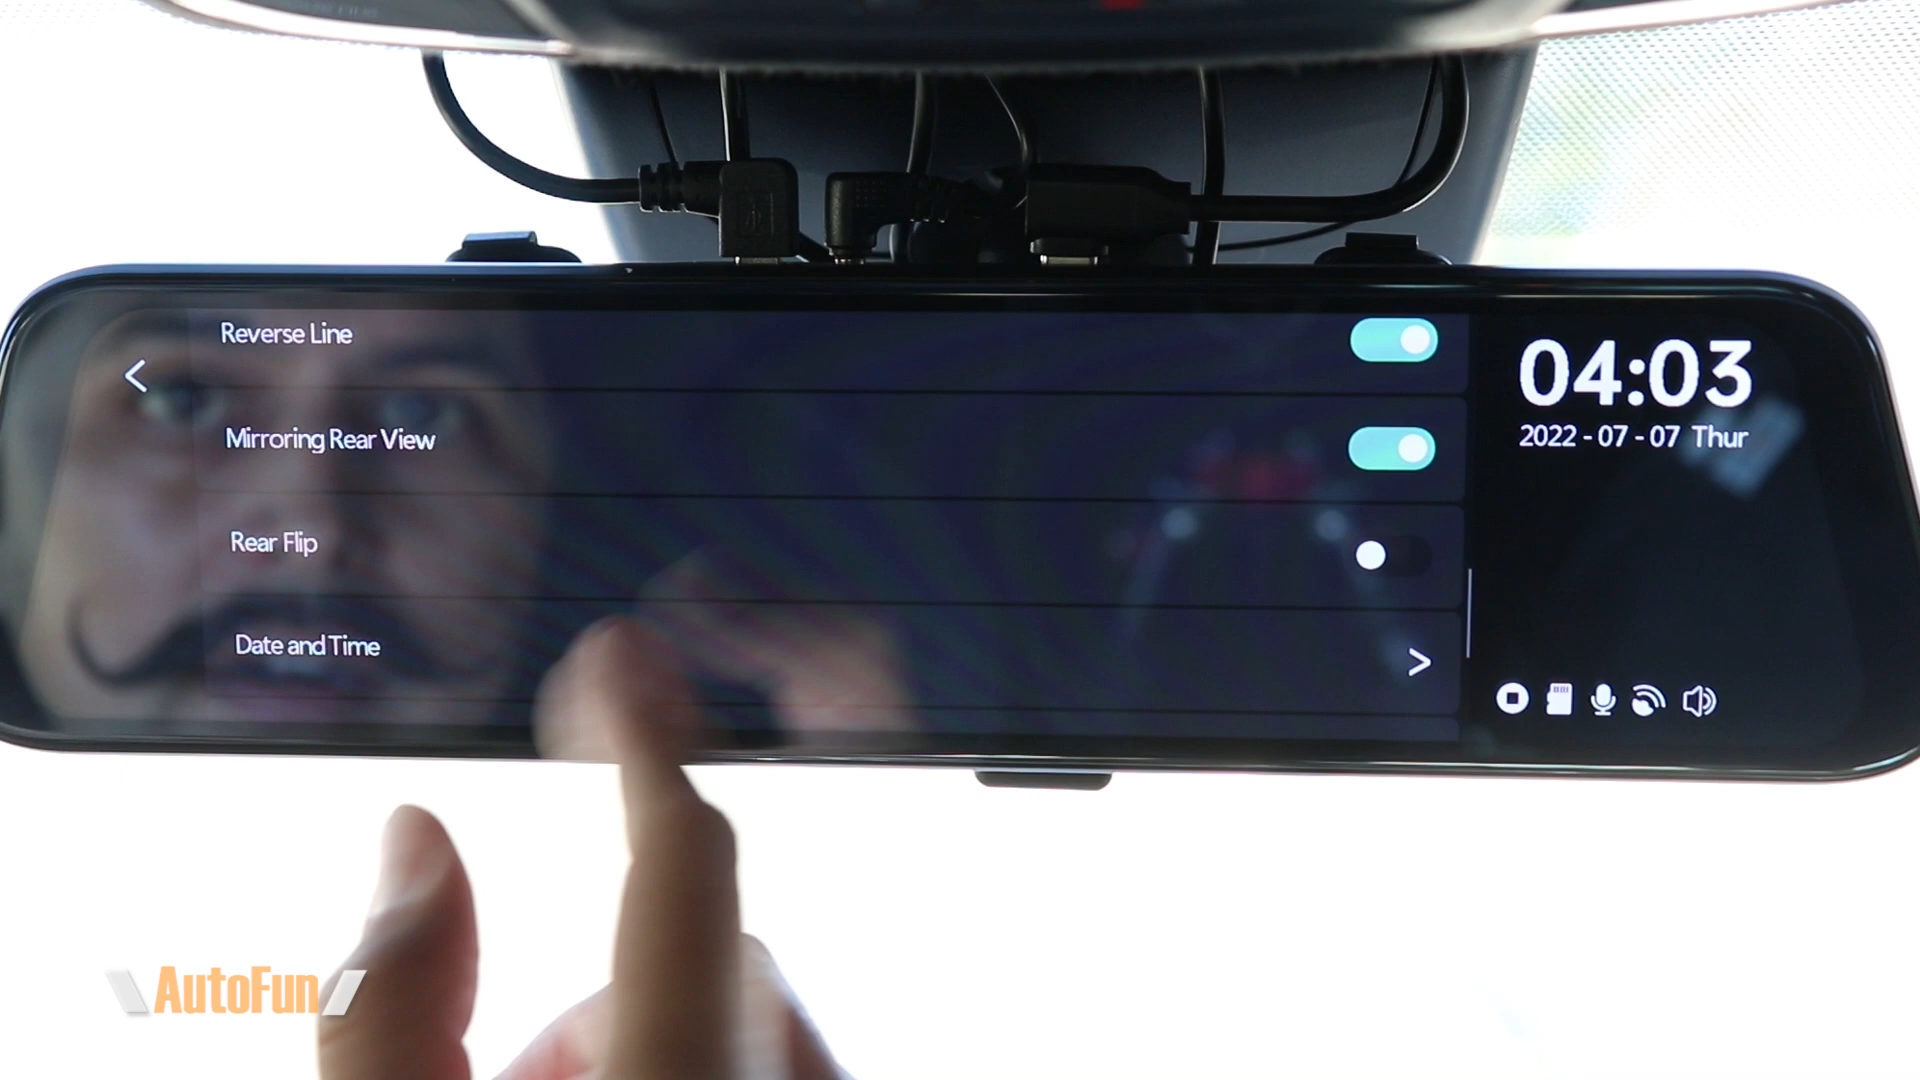 Reverse Line
Mirroring Rear View
Rear Flip
Date and Time
04:03
2022-07-07 Thur
AutoFun